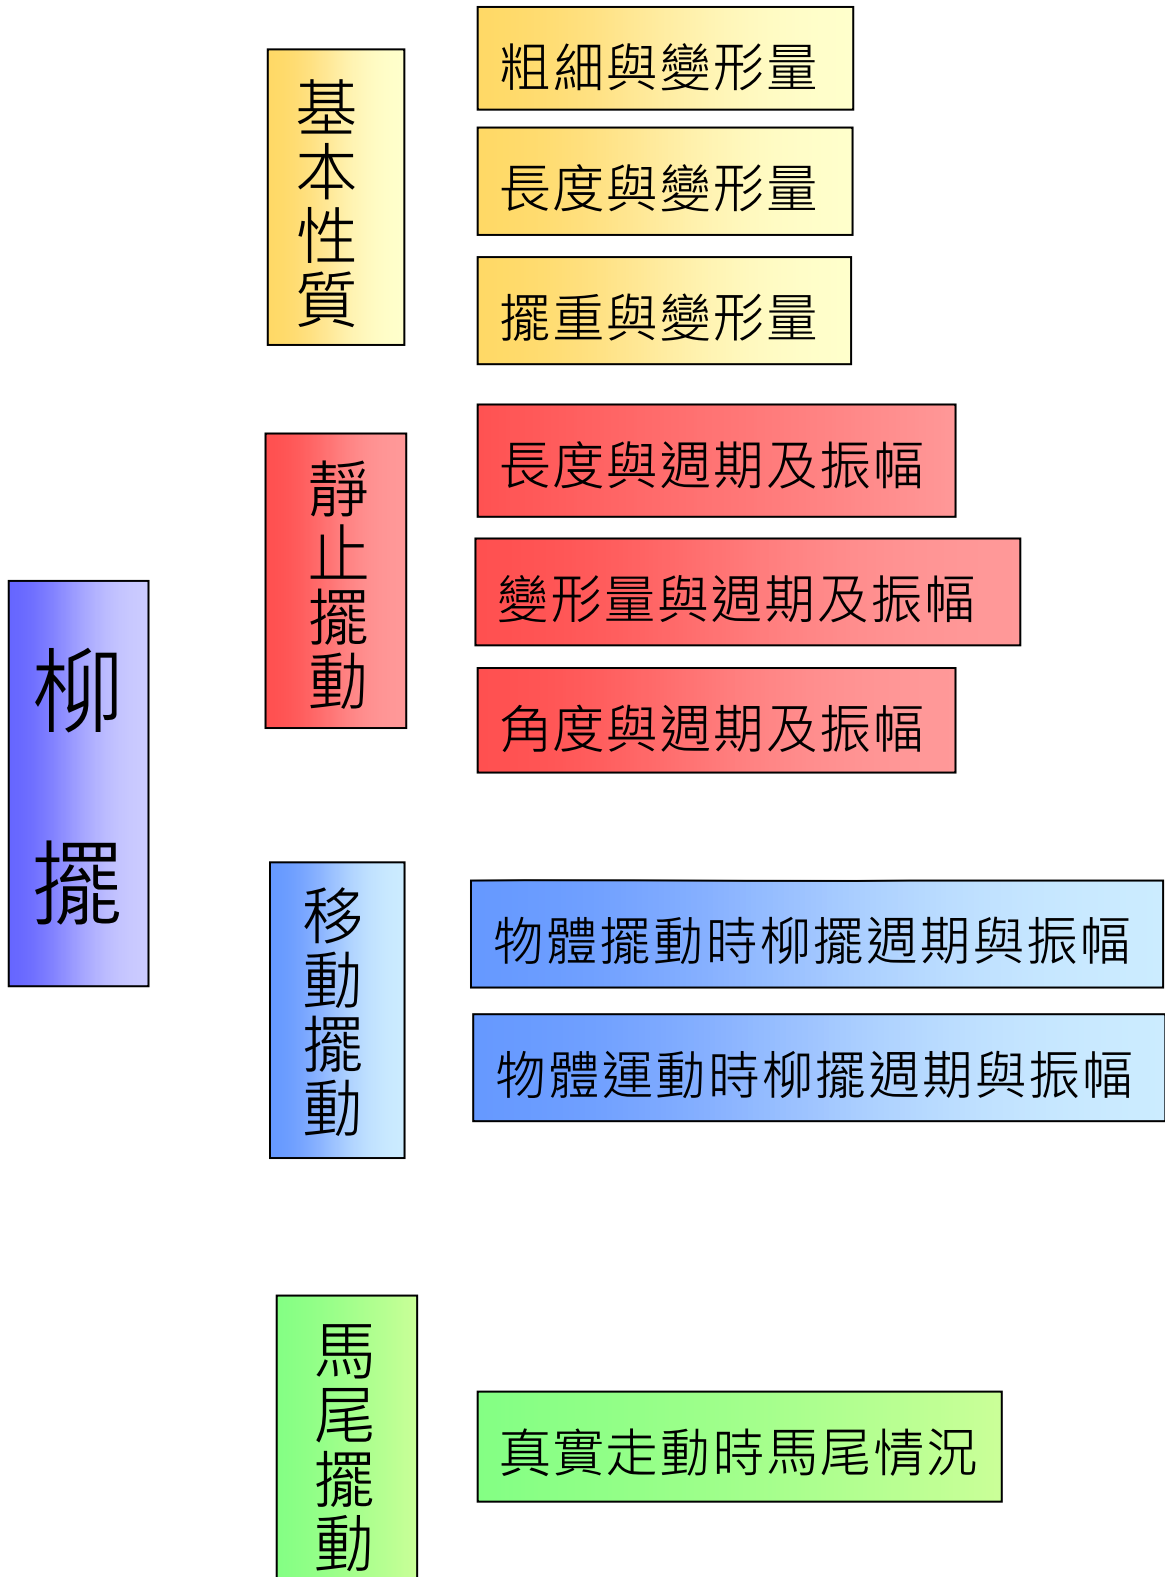 柳擺
基本性質
粗細與變形量
長度與變形量
擺重與變形量
靜止擺動
長度與週期及振幅
變形量與週期及振幅
角度與週期及振幅
移動擺動
物體擺動時柳擺週期與振幅
物體運動時柳擺週期與振幅
馬尾擺動
真實走動時馬尾情況